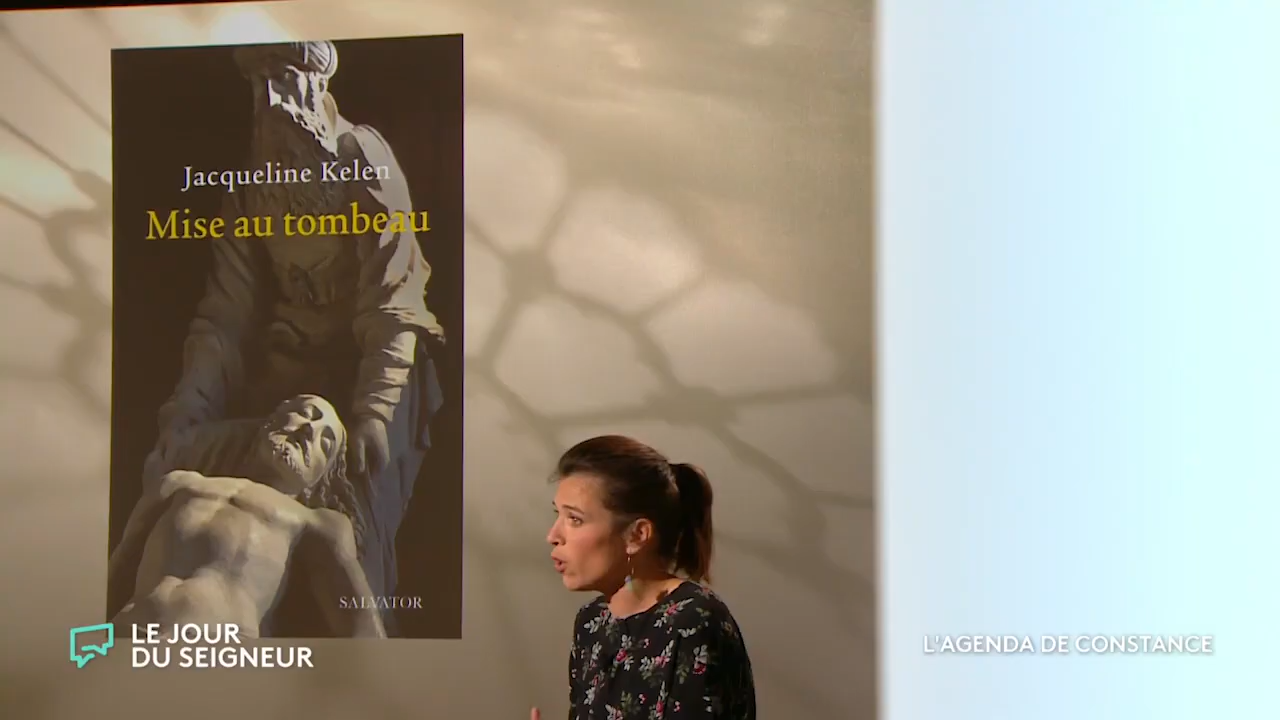 Jacqueline Kelen
Mise au tombeau
SALVATOR
LE JOUR
DU SEIGNEUR
L'AGENDA DE CONSTANCE